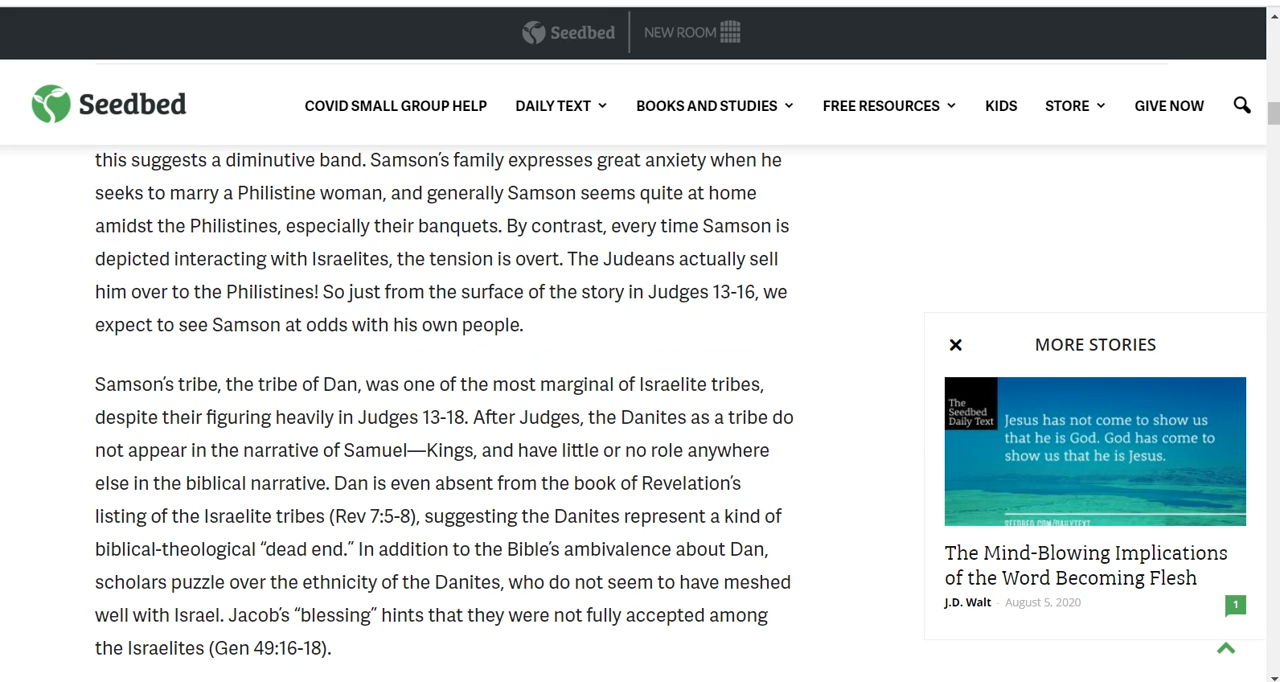 Seedbed
NEW ROOM
Seedbed
COVID SMALL GROUP HELP
DAILY TEXT
BOOKS AND STUDIES
FREE RESOURCES
KIDS
STORE
GIVE NOW
this suggests a diminutive band. Samson’s family expresses great anxiety when he
seeks to marry a Philistine woman, and generally Samson seems quite at home
amidst the Philistines, especially their banquets. By contrast, every time Samson is
depicted interacting with Israelites, the tension is overt. The Judeans actually sell
him over to the Philistines! So just from the surface of the story in Judges 13-16, we
expect to see Samson at odds with his own people.
Samson’s tribe, the tribe of Dan, was one of the most marginal of Israelite tribes,
despite their figuring heavily in Judges 13-18. After Judges, the Danites as a tribe do
not appear in the narrative of Samuel—Kings, and have little or no role anywhere
else in the biblical narrative. Dan is even absent from the book of Revelation’s
listing of the Israelite tribes (Rev 7:5-8), suggesting the Danites represent a kind of
biblical-theological “dead end.” In addition to the Bible’s ambivalence about Dan,
scholars puzzle over the ethnicity of the Danites, who do not seem to have meshed
well with Israel. Jacob’s “blessing” hints that they were not fully accepted among
the Israelites (Gen 49:16-18).
MORE STORIES
The
Seedbed
Daily Text
Jesus has not come to show us
that he is God. God has come to
show us that he is Jesus.
SEEDBED.COM/DAILYTEXT
The Mind-Blowing Implications
of the Word Becoming Flesh
J.D. Walt - August 5, 2020
1